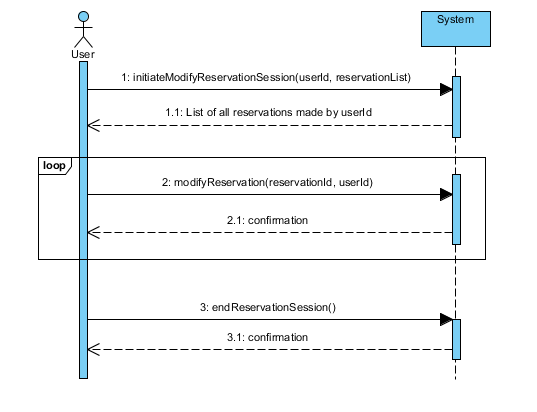 System
User
1: initiateModifyReservationSession(userId, reservationList)
1.1: List of all reservations made by userId
loop
2: modifyReservation(reservationId, userId)
2.1: confirmation
3: endReservationSession()
3.1: confirmation